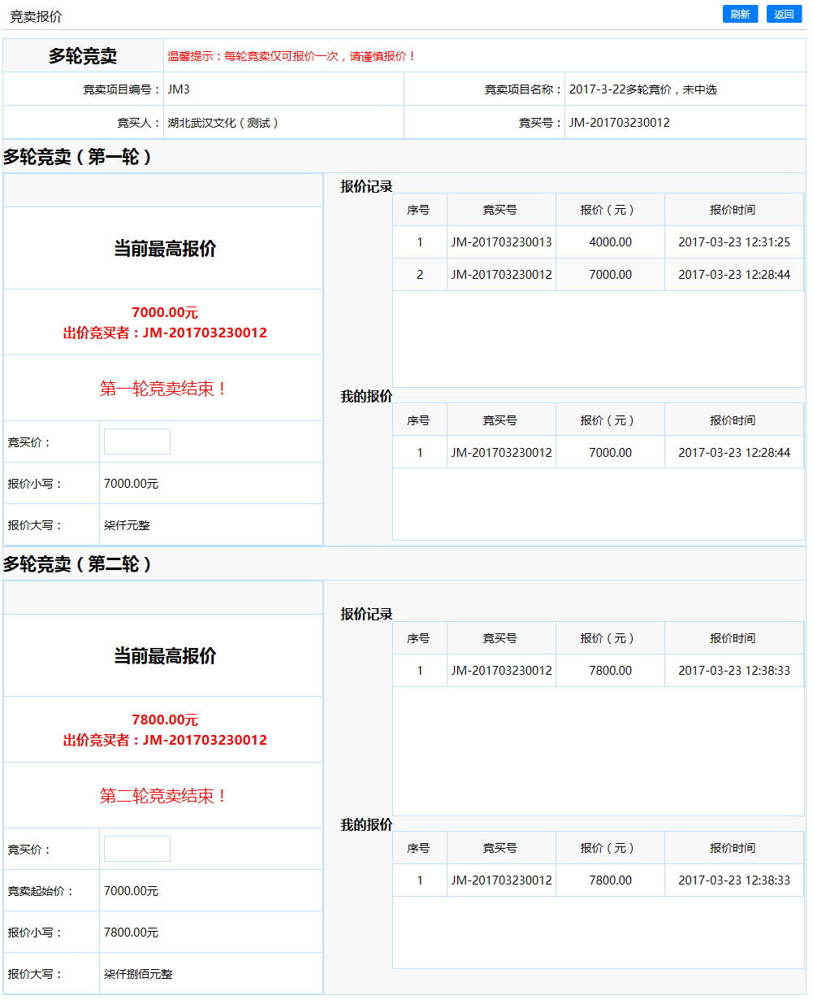 竞卖报价
刷新 返回
多轮竞卖 温馨提示：每轮竞卖仅可报价一次，请谨慎报价！
竞卖项目编号： JM3 竞卖项目名称： 2017-3-22多轮竞价，未中选
竞买人： 湖北武汉文化（测试） 竞买号： JM-201703230012
多轮竞卖（第一轮）
当前最高报价
7000.00元
出价竞买者：JM-201703230012
第一轮竞卖结束！
竞买价：
报价小写： 7000.00元
报价大写： 柒仟元整
报价记录
序号 竞买号 报价（元） 报价时间
1 JM-201703230013 4000.00 2017-03-23 12:31:25
2 JM-201703230012 7000.00 2017-03-23 12:28:44
我的报价
序号 竞买号 报价（元） 报价时间
1 JM-201703230012 7000.00 2017-03-23 12:28:44
多轮竞卖（第二轮）
当前最高报价
7800.00元
出价竞买者：JM-201703230012
第二轮竞卖结束！
竞买价：
竞卖起始价： 7000.00元
报价小写： 7800.00元
报价大写： 柒仟捌佰元整
报价记录
序号 竞买号 报价（元） 报价时间
1 JM-201703230012 7800.00 2017-03-23 12:38:33
我的报价
序号 竞买号 报价（元） 报价时间
1 JM-201703230012 7800.00 2017-03-23 12:38:33